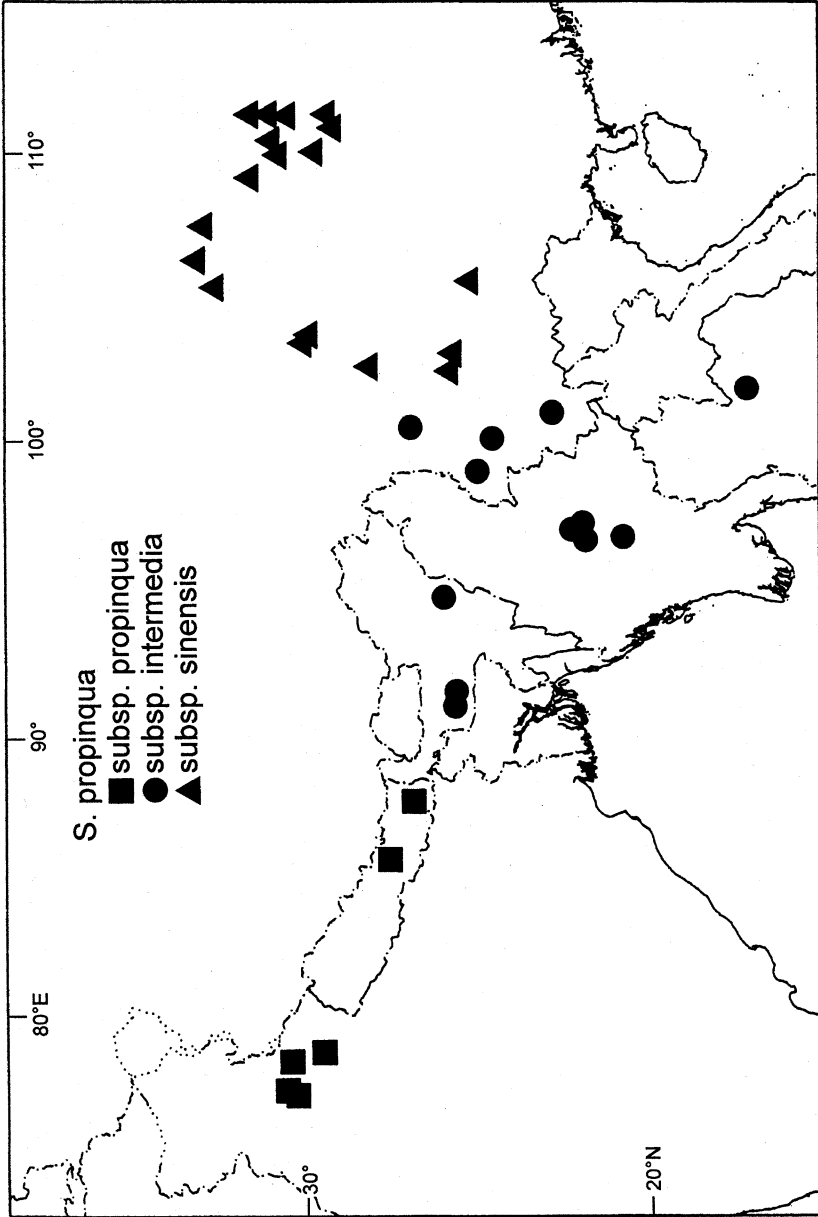 80°E
90°
100°
110°
S. propinqua
subsp. propinqua
subsp. intermedia
subsp. sinensis
30°
20°N